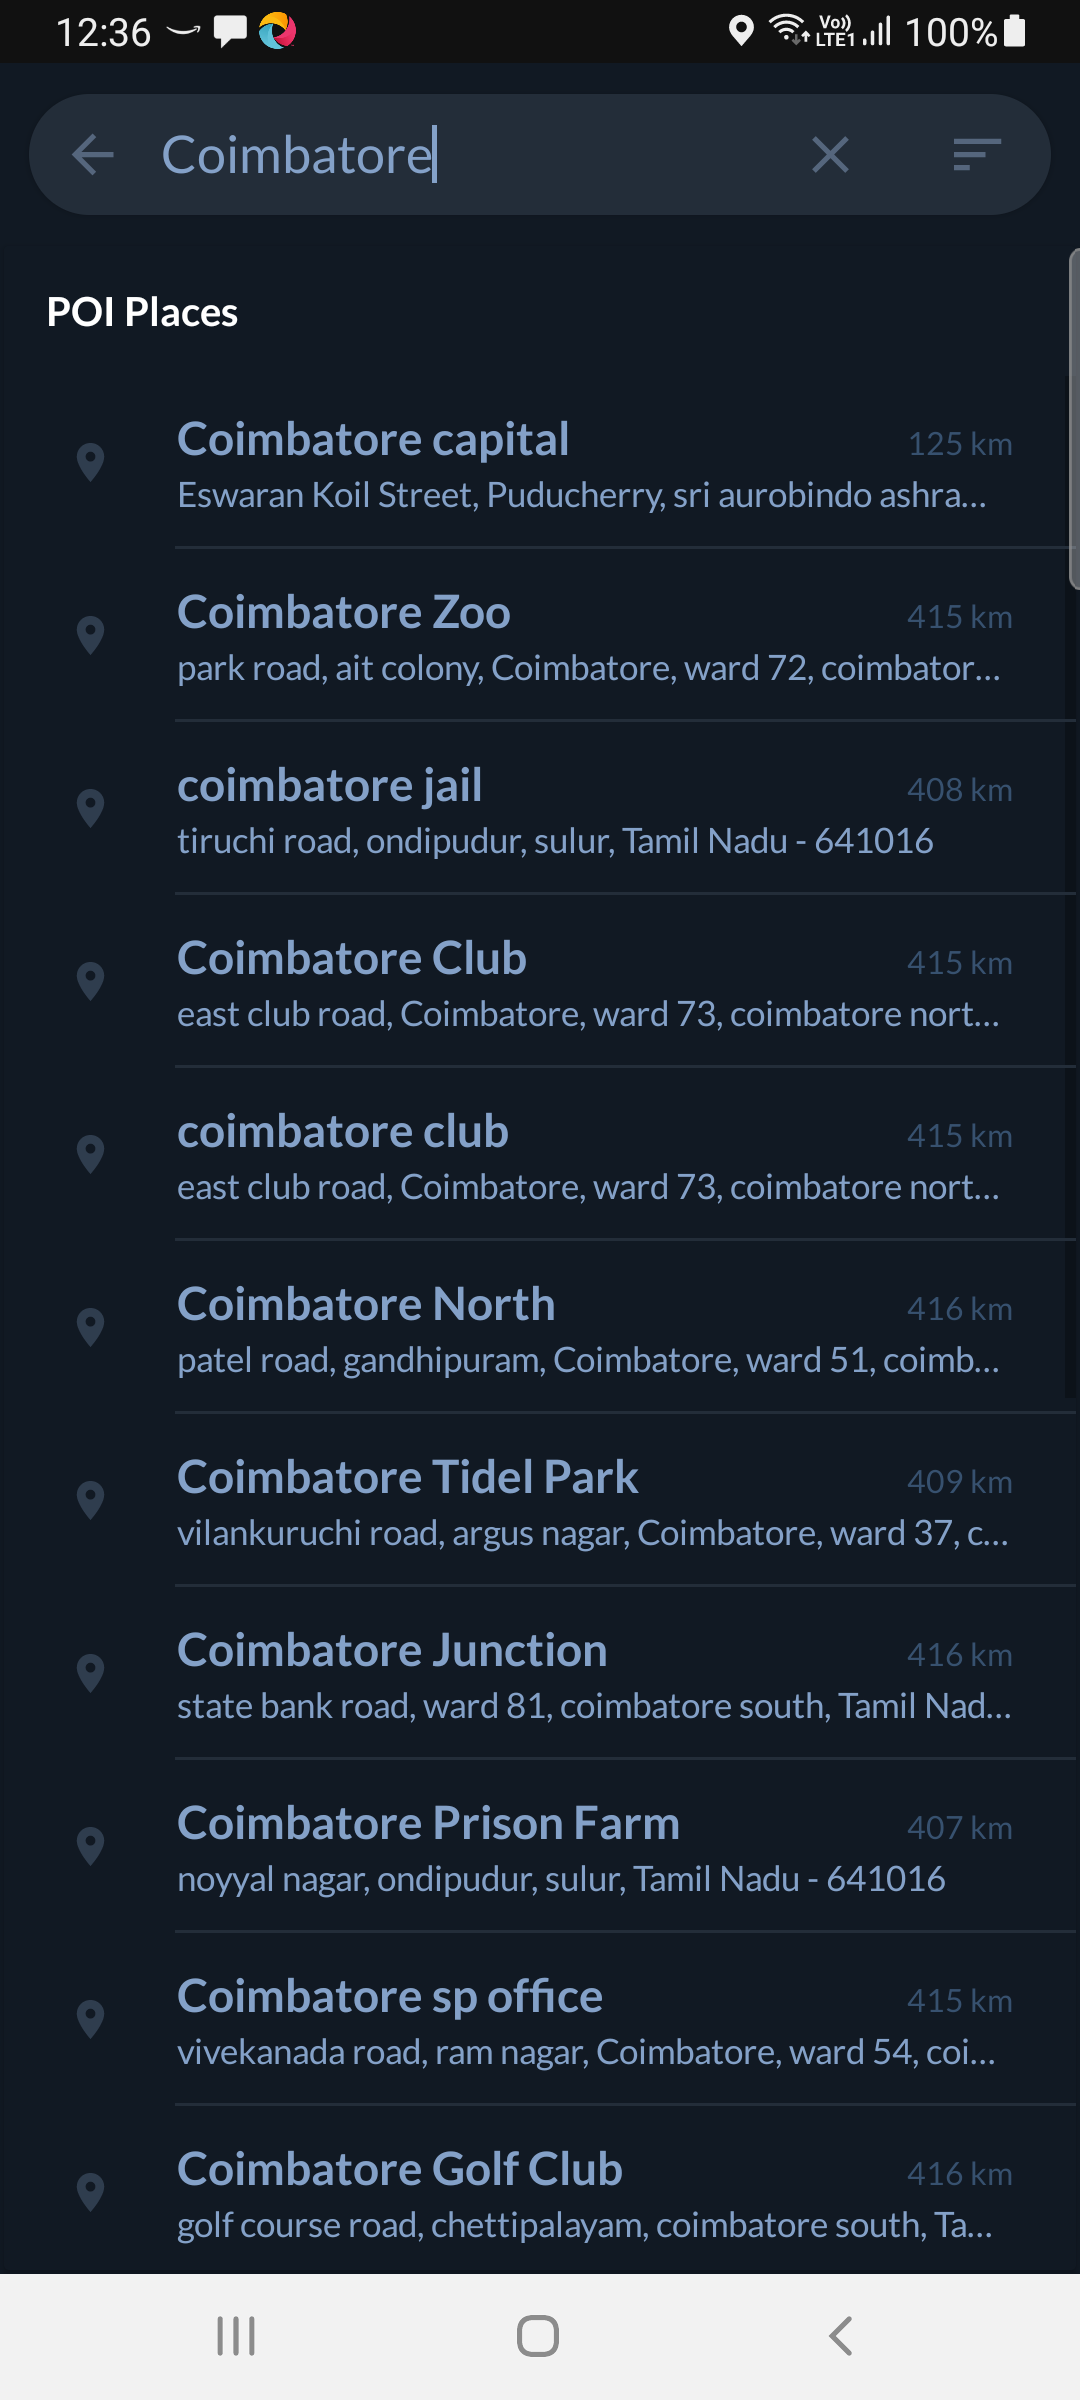 12:36
Vo)) LTE1 100%
Coimbatore
POI Places
Coimbatore capital 125 km
Eswaran Koil Street, Puducherry, sri aurobindo ashra...
Coimbatore Zoo 415 km
park road, ait colony, Coimbatore, ward 72, coimbator...
coimbatore jail 408 km
tiruchi road, ondipudur, sulur, Tamil Nadu - 641016
Coimbatore Club 415 km
east club road, Coimbatore, ward 73, coimbatore nort...
coimbatore club 415 km
east club road, Coimbatore, ward 73, coimbatore nort...
Coimbatore North 416 km
patel road, gandhipuram, Coimbatore, ward 51, coimb...
Coimbatore Tidel Park 409 km
vilankuruchi road, argus nagar, Coimbatore, ward 37, c...
Coimbatore Junction 416 km
state bank road, ward 81, coimbatore south, Tamil Nad...
Coimbatore Prison Farm 407 km
noyyal nagar, ondipudur, sulur, Tamil Nadu - 641016
Coimbatore sp office 415 km
vivekanada road, ram nagar, Coimbatore, ward 54, coi...
Coimbatore Golf Club 416 km
golf course road, chettipalayam, coimbatore south, Ta...